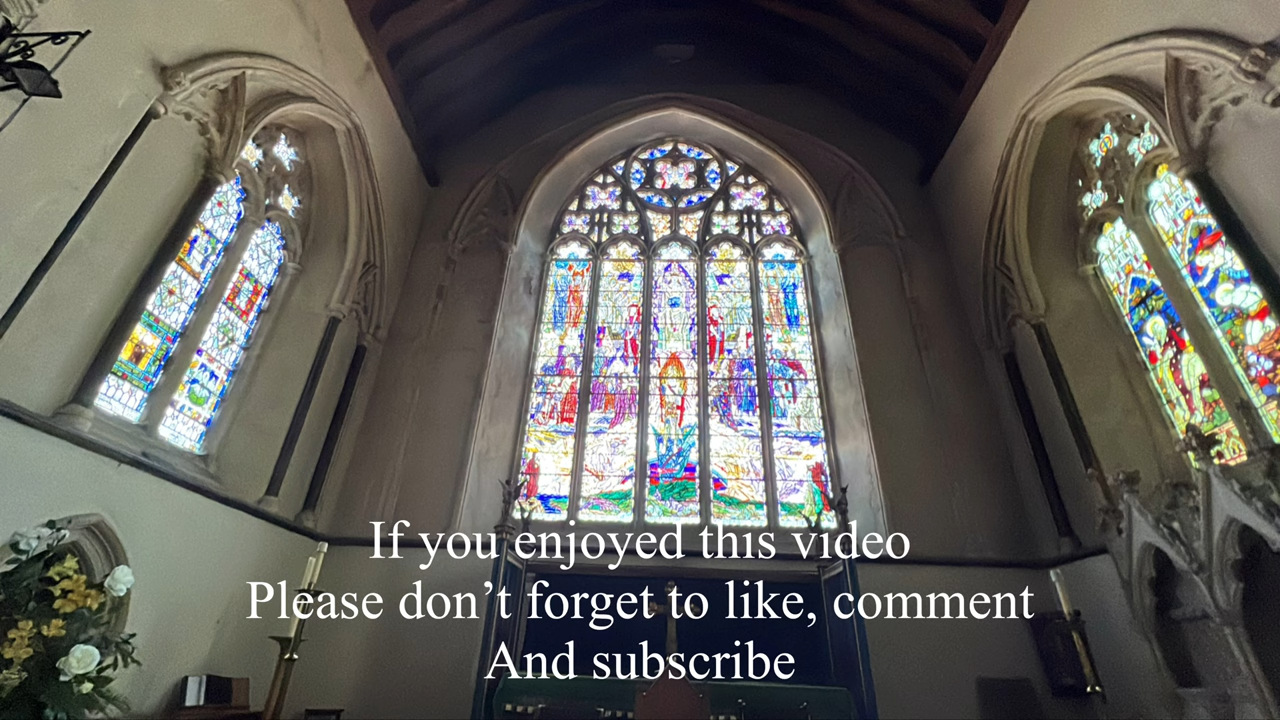 If you enjoyed this video
Please don’t forget to like, comment
And subscribe